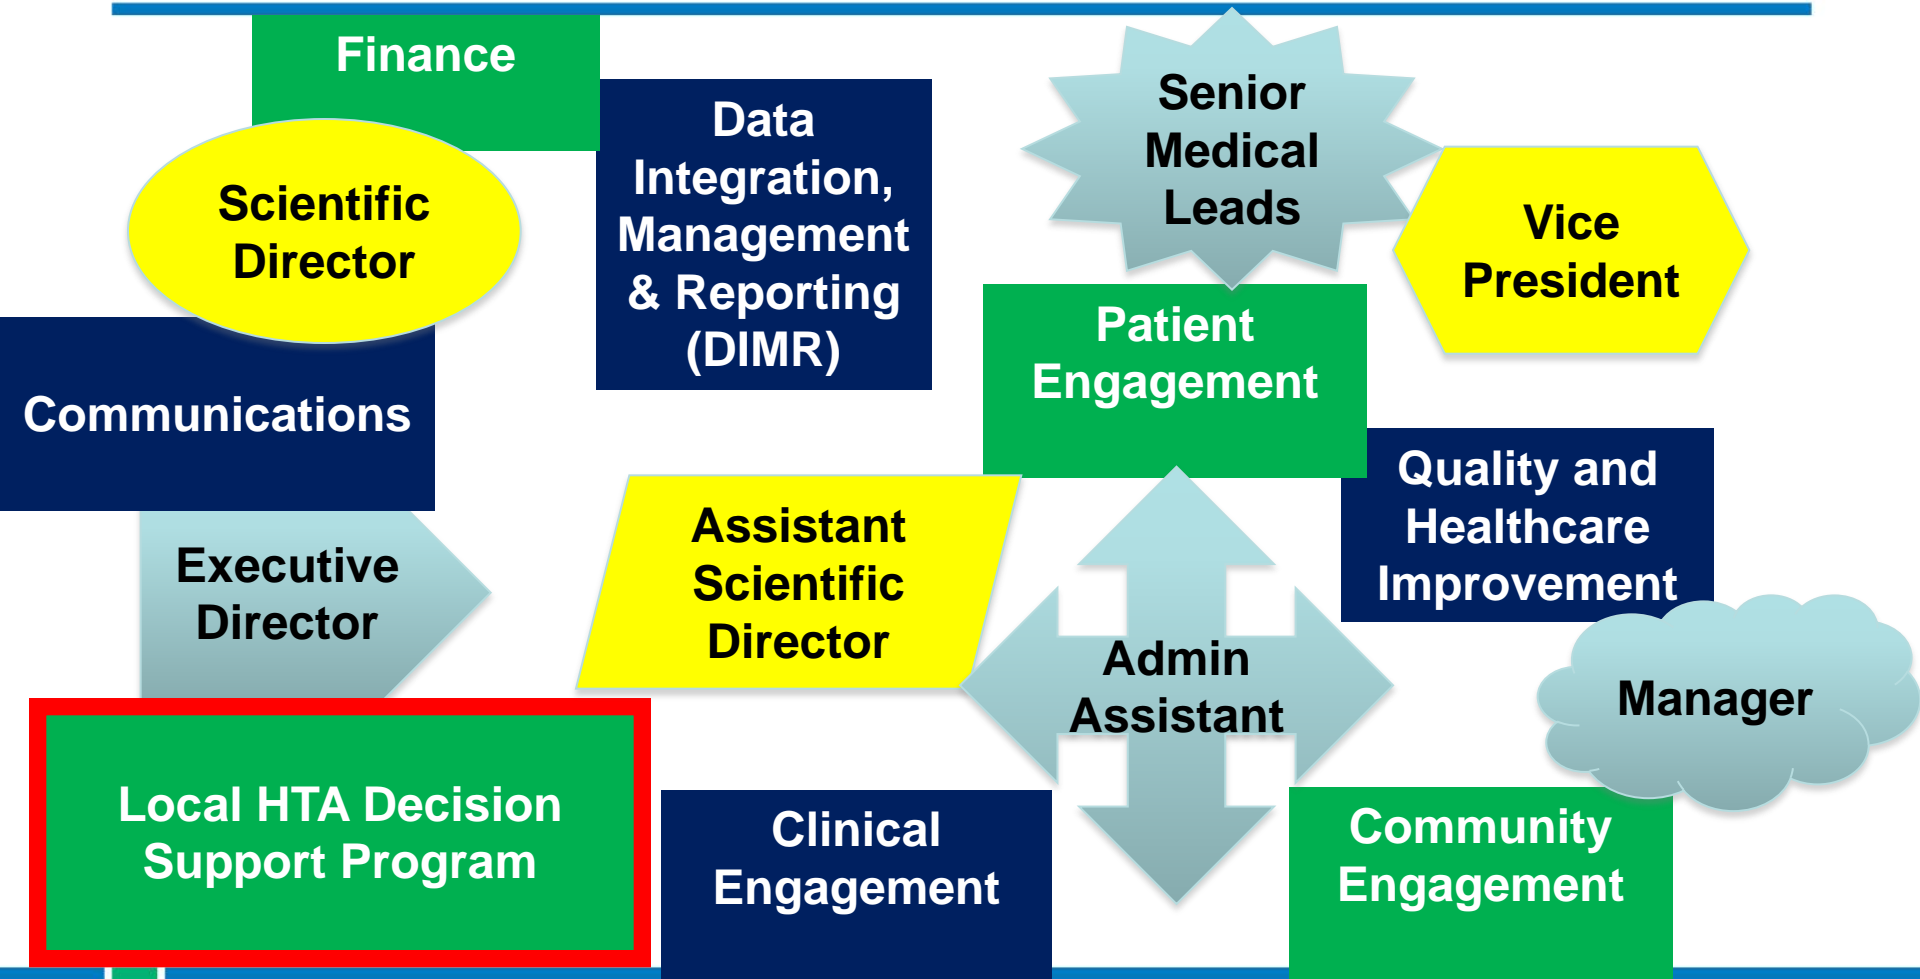 Finance
Scientific
Director
Data
Integration,
Management
& Reporting
(DIMR)
Senior
Medical
Leads
Vice
President
Communications
Patient
Engagement
Quality and
Healthcare
Improvement
Executive
Director
Assistant
Scientific
Director
Admin
Assistant
Manager
Local HTA Decision
Support Program
Clinical
Engagement
Community
Engagement